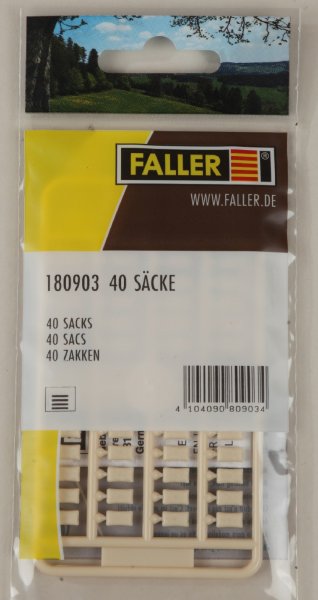 FALLER
®
WWW.FALLER.DE
180903 40 SÄCKE
40 SACKS
40 SACS
40 ZAKKEN
4 104090 809034